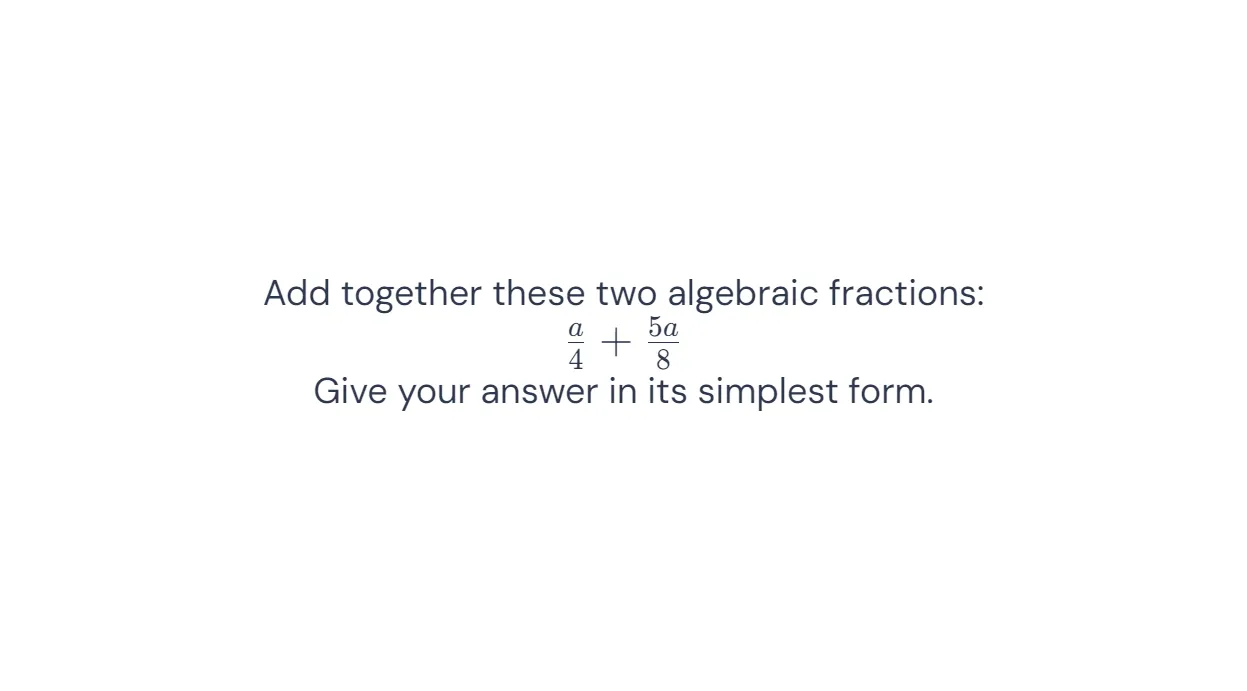 Add together these two algebraic fractions:
$\frac{a}{4} + \frac{5a}{8}$
Give your answer in its simplest form.